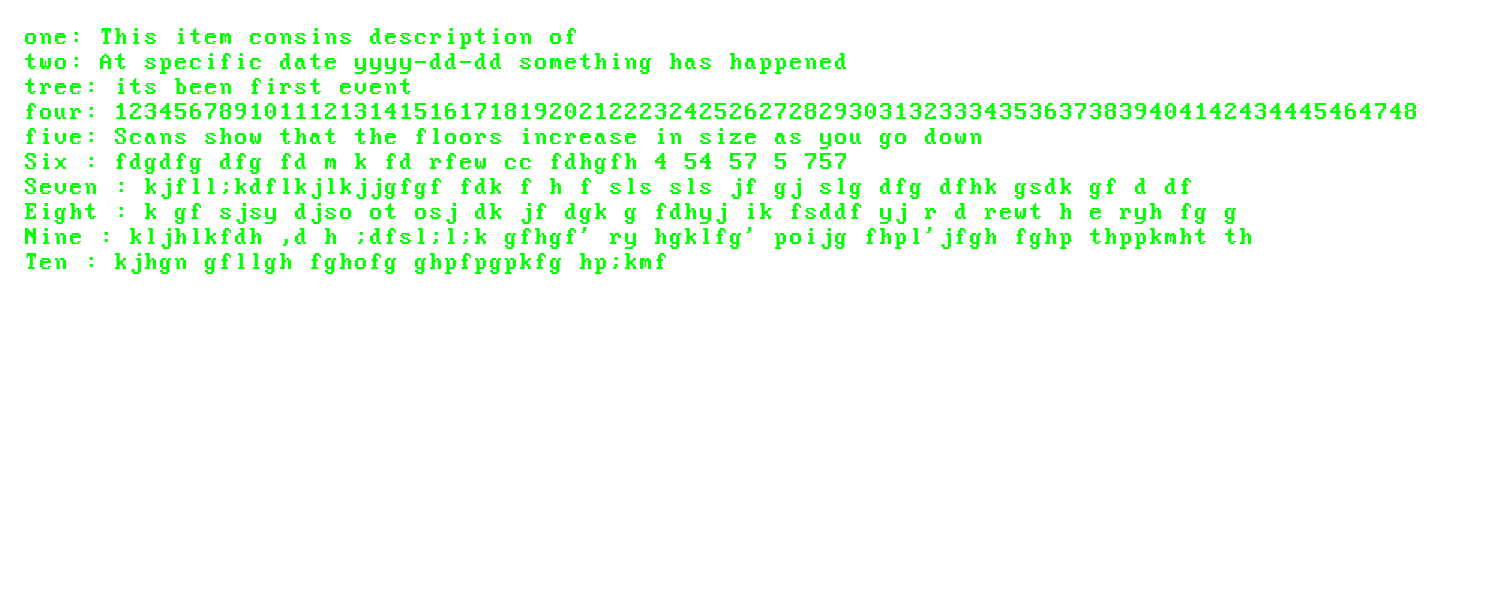 one: This item consins description of
two: At specific date yyyy-dd-dd something has happened
tree: its been first event
four: 123456789101112131415161718192021222324252627282930313233343536373839404142434445464748
five: Scans show that the floors increase in size as you go down
Six : fdgdfg dfg fd m k fd rfew cc fdhgfh 4 54 57 5 757
Seven : kjfll;kdflkjlkjjgfgf fdk f h f sls sls jf gj slg dfg dfhk gsdk gf d df
Eight : k gf sjsy djso ot osj dk jf dgk g fdhyj ik fsddf yj r d rewt h e ryh fg g
Nine : kljhlkfdh ,d h ;dfsl;l;k gfhgf' ry hgklfg' poijg fhpl'jfgh fghp thppkmht th
Ten : kjhgn gfllgh fghofg ghpfpgpkfg hp;kmf